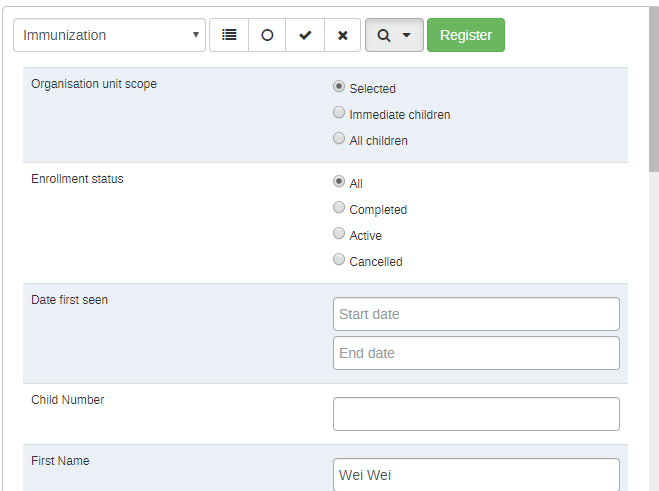 Immunization Register
Organisation unit scope
Selected
Immediate children
All children
Enrollment status
All
Completed
Active
Cancelled
Date first seen
Start date
End date
Child Number
First Name
Wei Wei